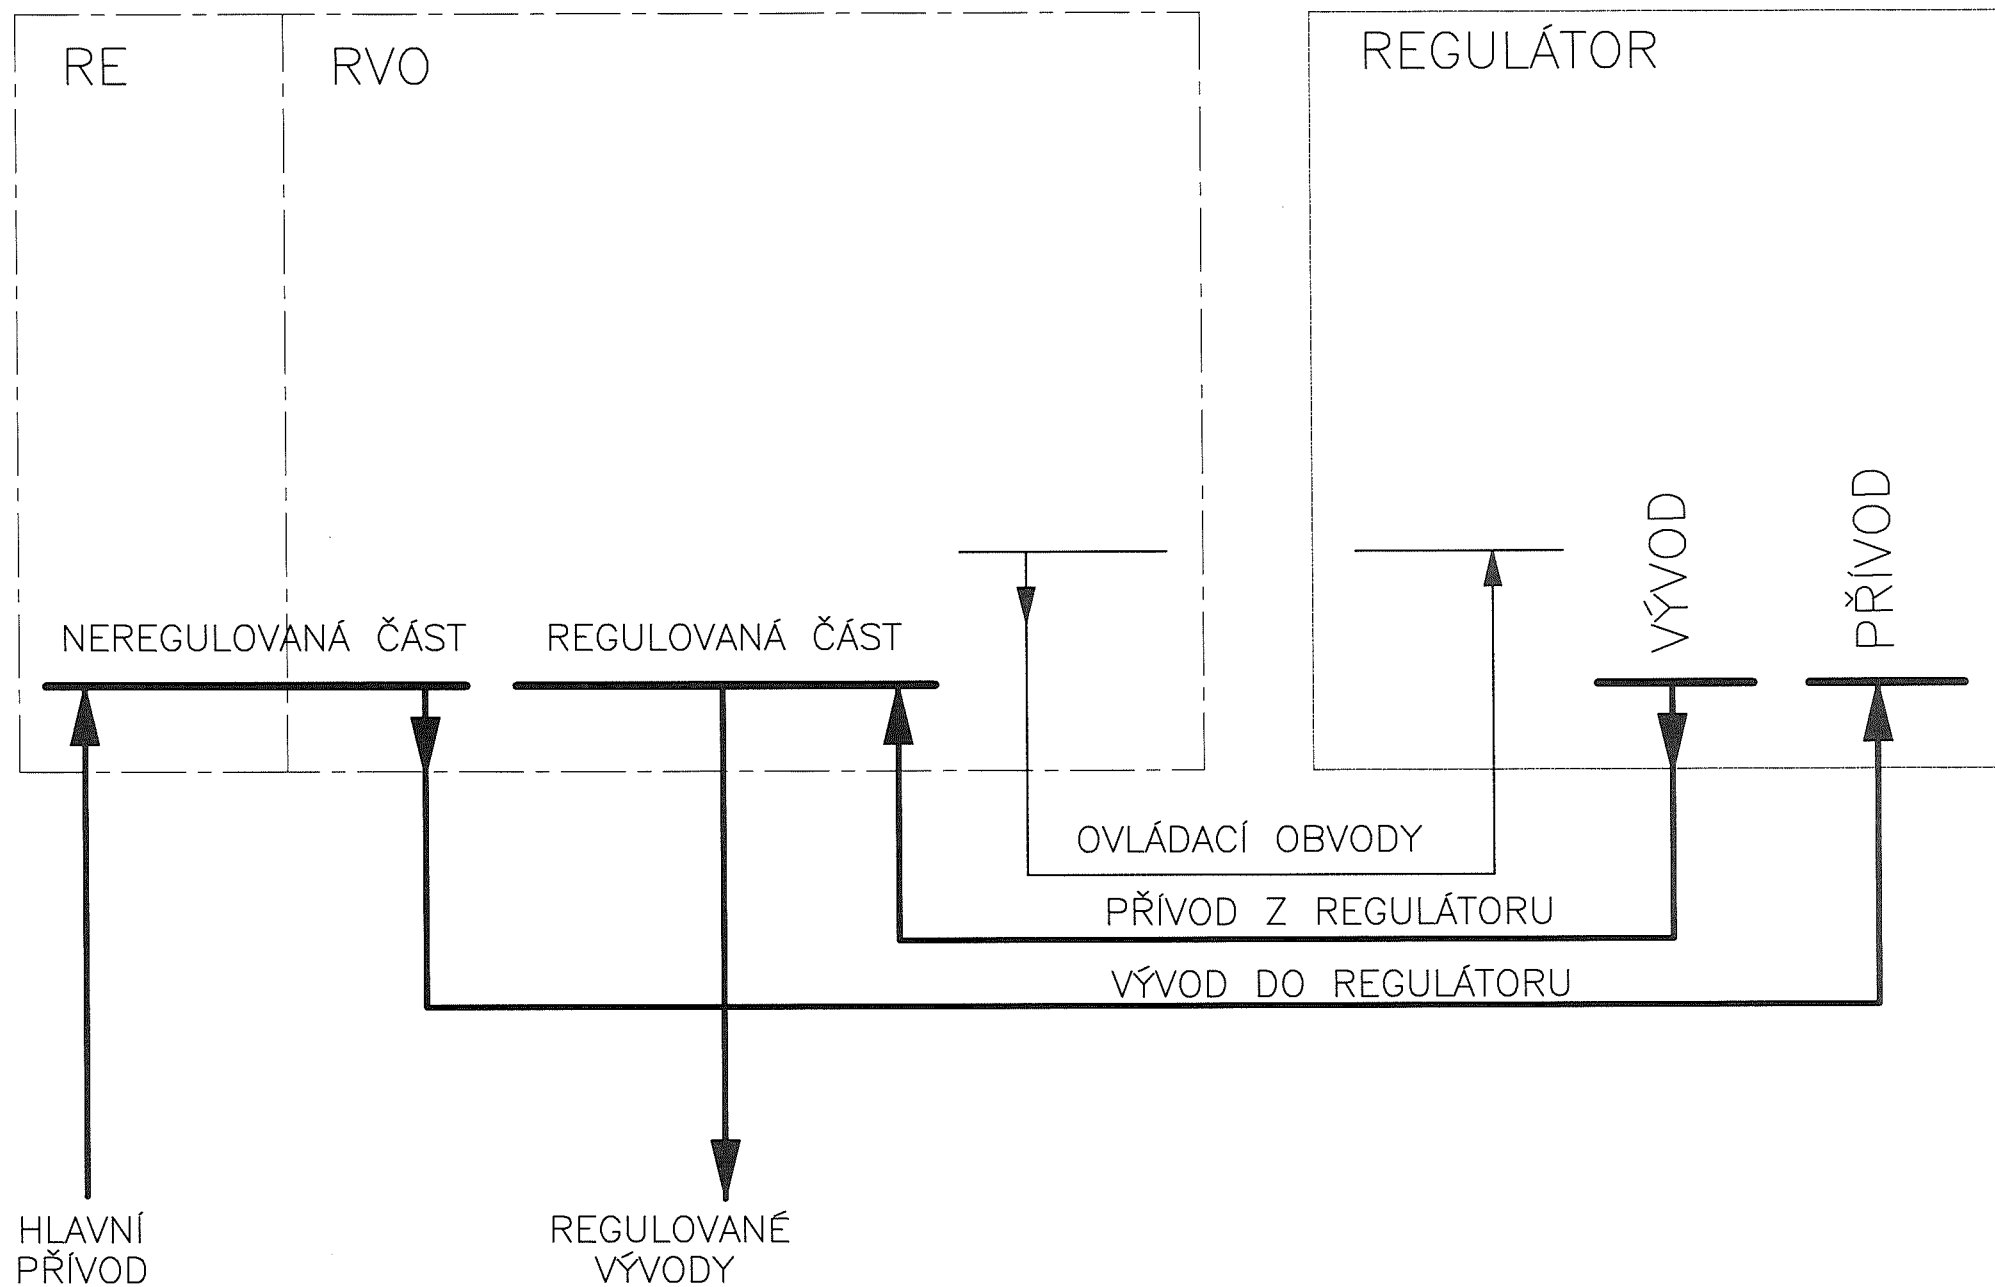 RE
RVO
REGULÁTOR
VÝVOD
PŘÍVOD
NEREGULOVANÁ ČÁST
REGULOVANÁ ČÁST
OVLÁDACÍ OBVODY
PŘÍVOD Z REGULÁTORU
VÝVOD DO REGULÁTORU
HLAVNÍ
PŘÍVOD
REGULOVANÉ
VÝVODY